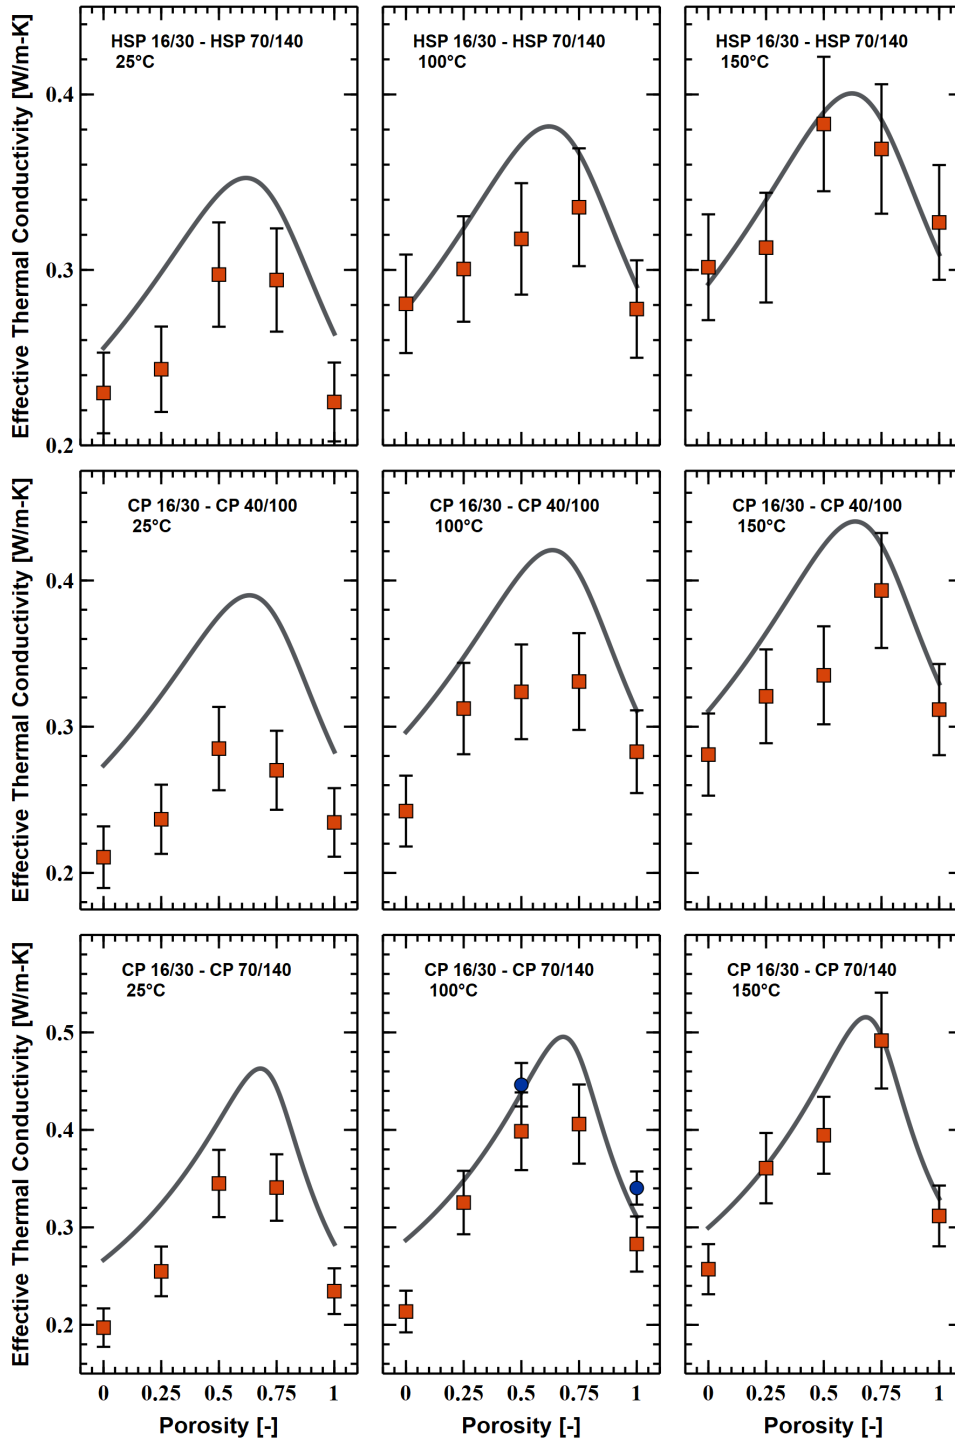 Effective Thermal Conductivity [W/m-K]
0.4
0.3
0.2
HSP 16/30 - HSP 70/140
25°C
HSP 16/30 - HSP 70/140
100°C
HSP 16/30 - HSP 70/140
150°C
Effective Thermal Conductivity [W/m-K]
0.4
0.3
0.2
CP 16/30 - CP 40/100
25°C
CP 16/30 - CP 40/100
100°C
CP 16/30 - CP 40/100
150°C
Effective Thermal Conductivity [W/m-K]
0.5
0.4
0.3
0.2
CP 16/30 - CP 70/140
25°C
CP 16/30 - CP 70/140
100°C
CP 16/30 - CP 70/140
150°C
0 0.25 0.5 0.75 1
0 0.25 0.5 0.75 1
0 0.25 0.5 0.75 1
Porosity [-]
Porosity [-]
Porosity [-]